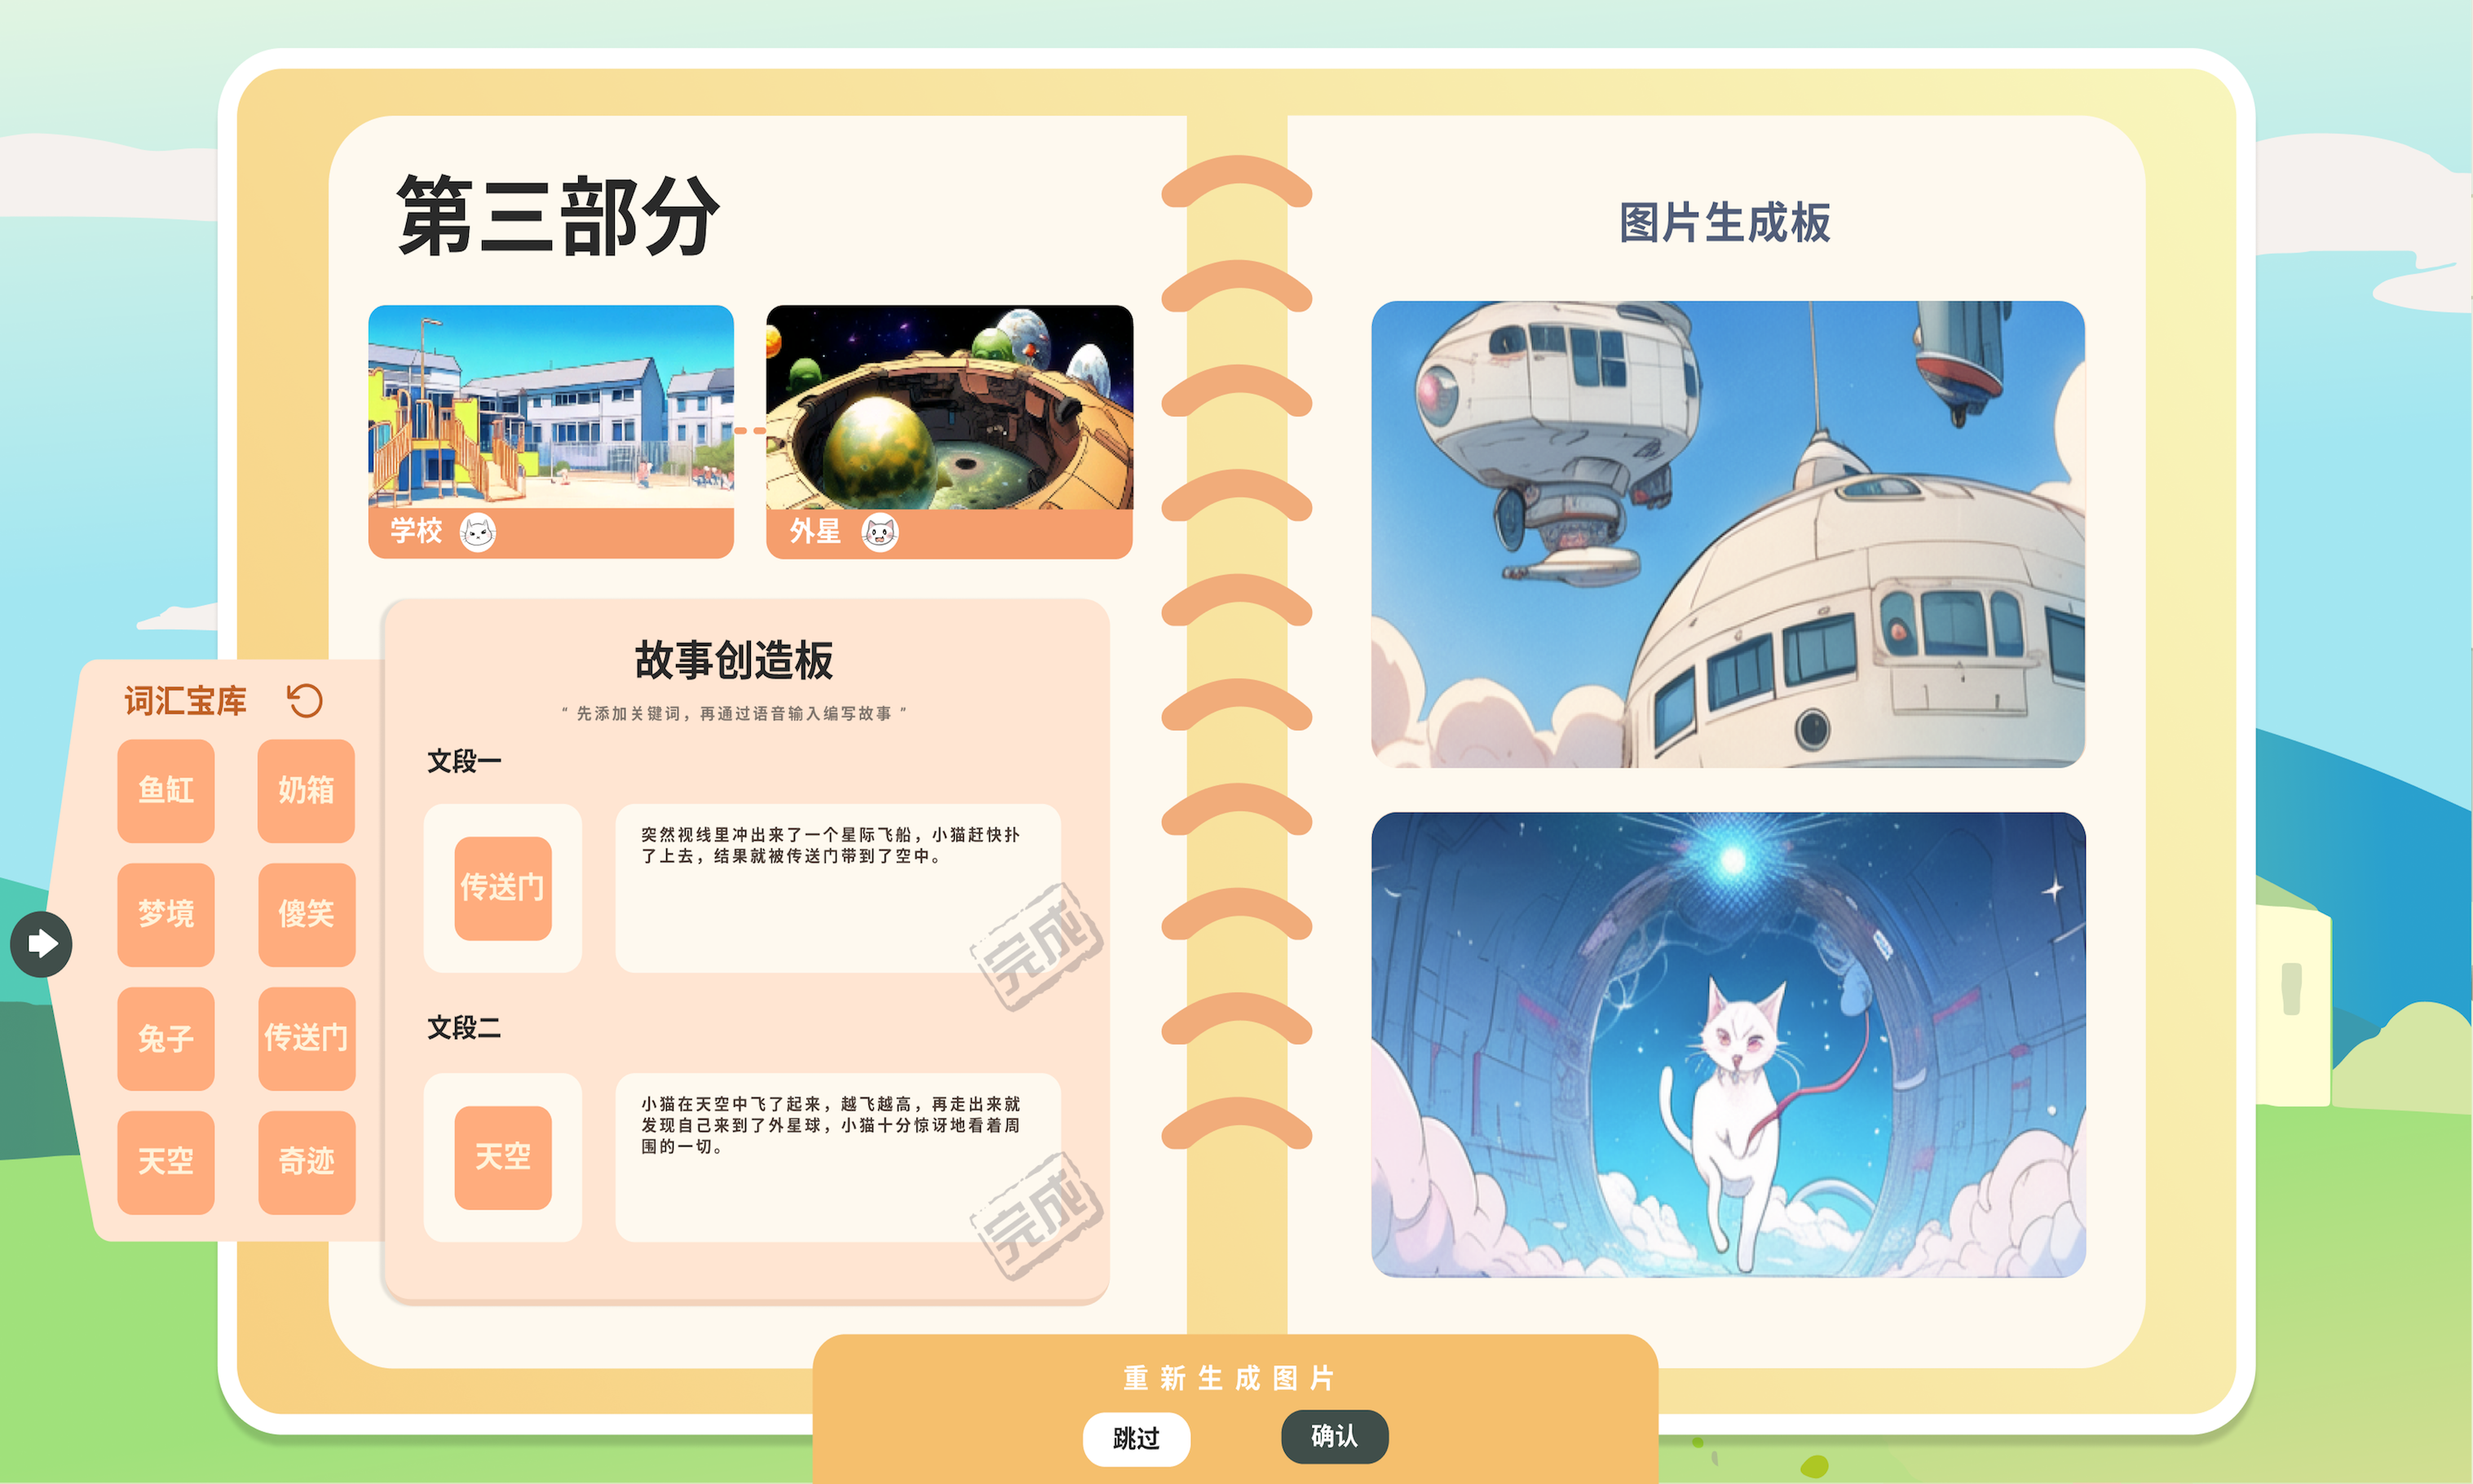 第三部分
学校
外星
故事创造板
“ 先添加关键词，再通过语音输入编写故事 ”
文段一
传送门
突然视线里冲出来了一个星际飞船，小猫赶快扑
了上去，结果就被传送门带到了空中。
完成
文段二
天空
小猫在天空中飞了起来，越飞越高，再走出来就
发现自己来到了外星球，小猫十分惊讶地看着周
围的一切。
完成
词汇宝库
鱼缸
奶箱
梦境
傻笑
兔子
传送门
天空
奇迹
图片生成板
重新生成图片
跳过
确认